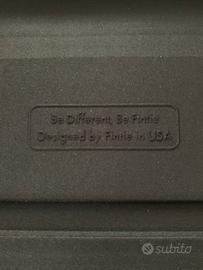 Be Different, Be Fintie
Designed by Fintie in USA
subito